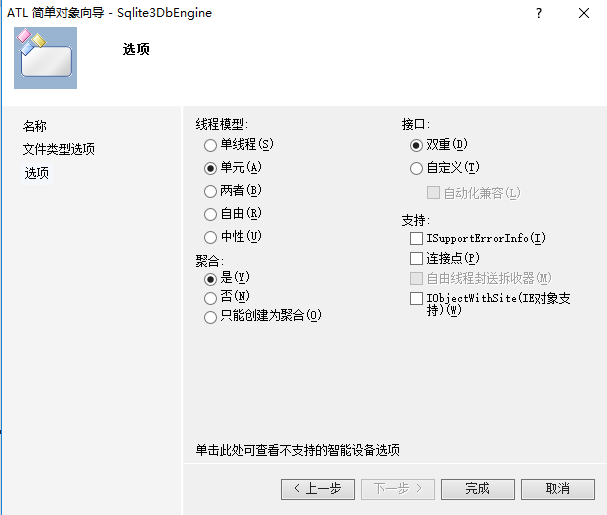 ATL 简单对象向导 - Sqlite3DbEngine
选项
名称
文件类型选项
选项
线程模型:
单线程(S)
单元(A)
两者(B)
自由(R)
中性(U)
聚合:
是(Y)
否(N)
只能创建为聚合(O)
接口:
双重(D)
自定义(T)
自动化兼容(L)
支持:
ISupportErrorInfo(I)
连接点(P)
自由线程封送拆收器(M)
IObjectWithSite(IE对象支
持)(W)
单击此处可查看不支持的智能设备选项
< 上一步
下一步 >
完成
取消